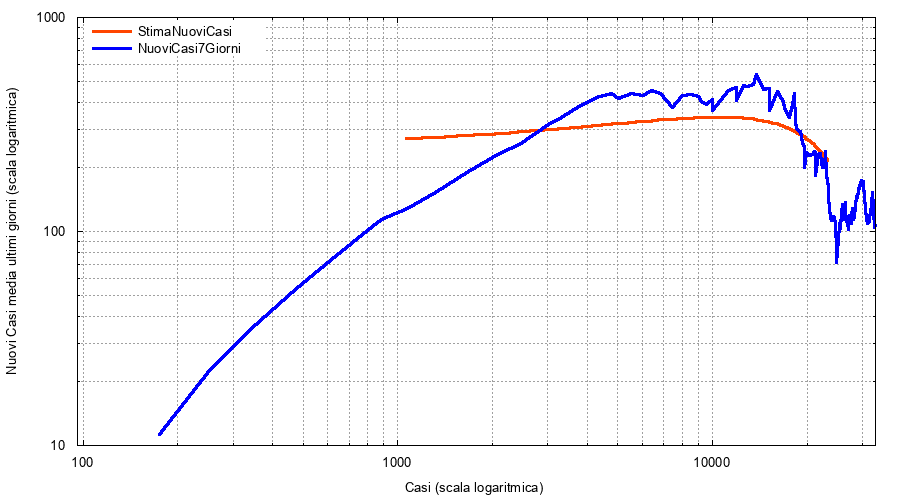 1000
StimaNuoviCasi
NuoviCasi7Giorni
Nuovi Casi media ultimi giorni (scala logaritmica)
100
10
100
1000
10000
Casi (scala logaritmica)